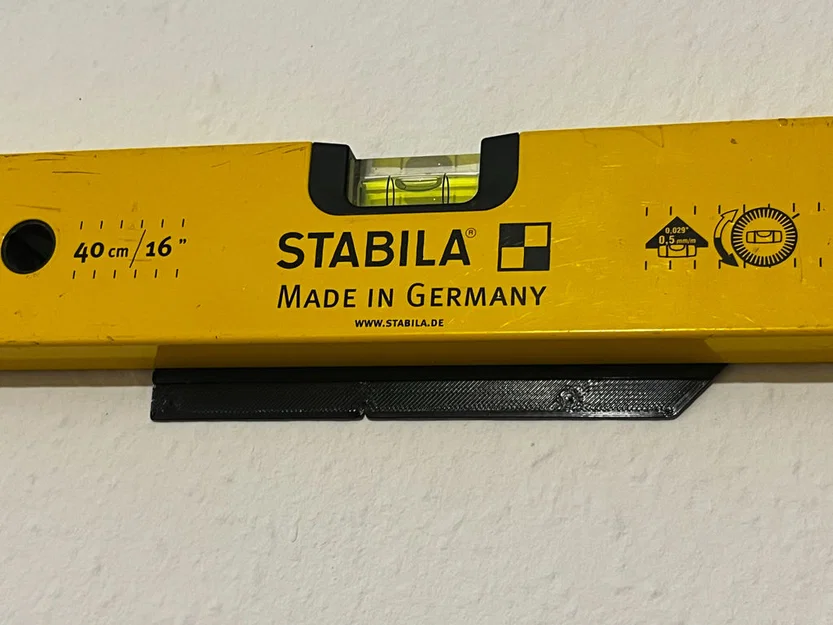 40 cm/16"
STABILA®
MADE IN GERMANY
WWW.STABILA.DE
0,029°
0,5 mm/m